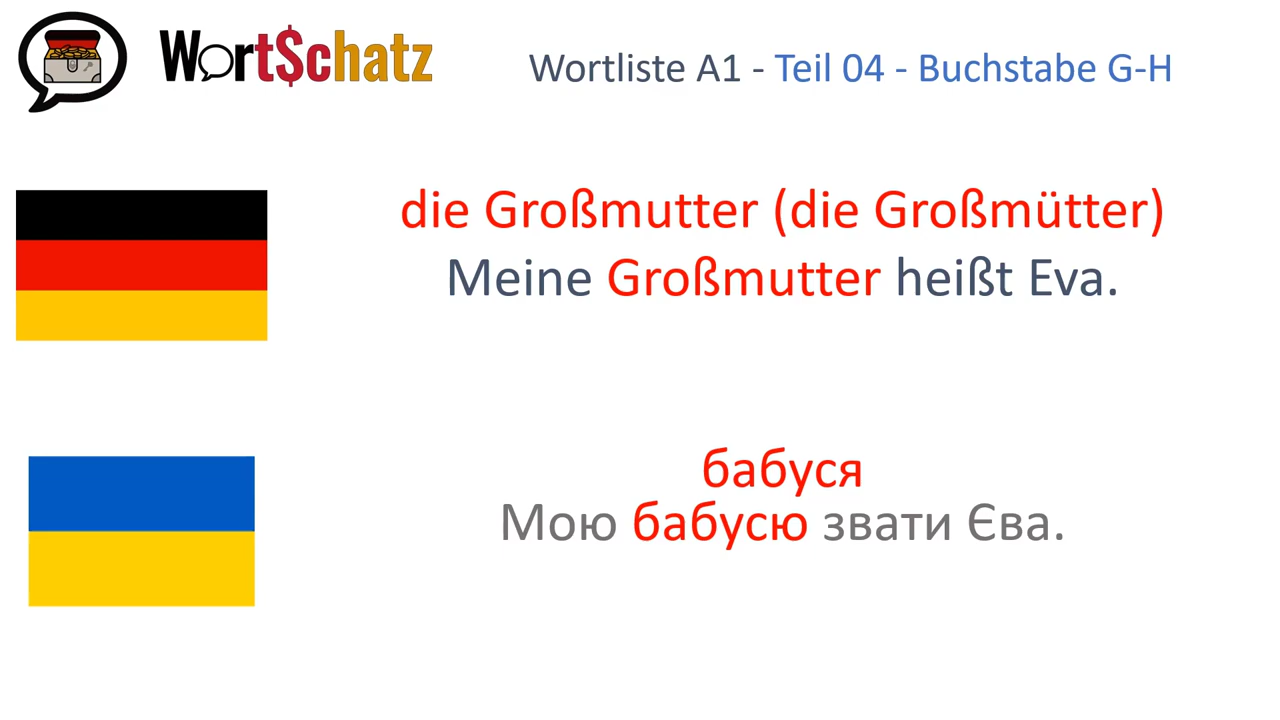 Wort$chatz
Wortliste A1 - Teil 04 - Buchstabe G-H
die Großmutter (die Großmütter)
Meine Großmutter heißt Eva.
бабуся
Мою бабусю звати Єва.